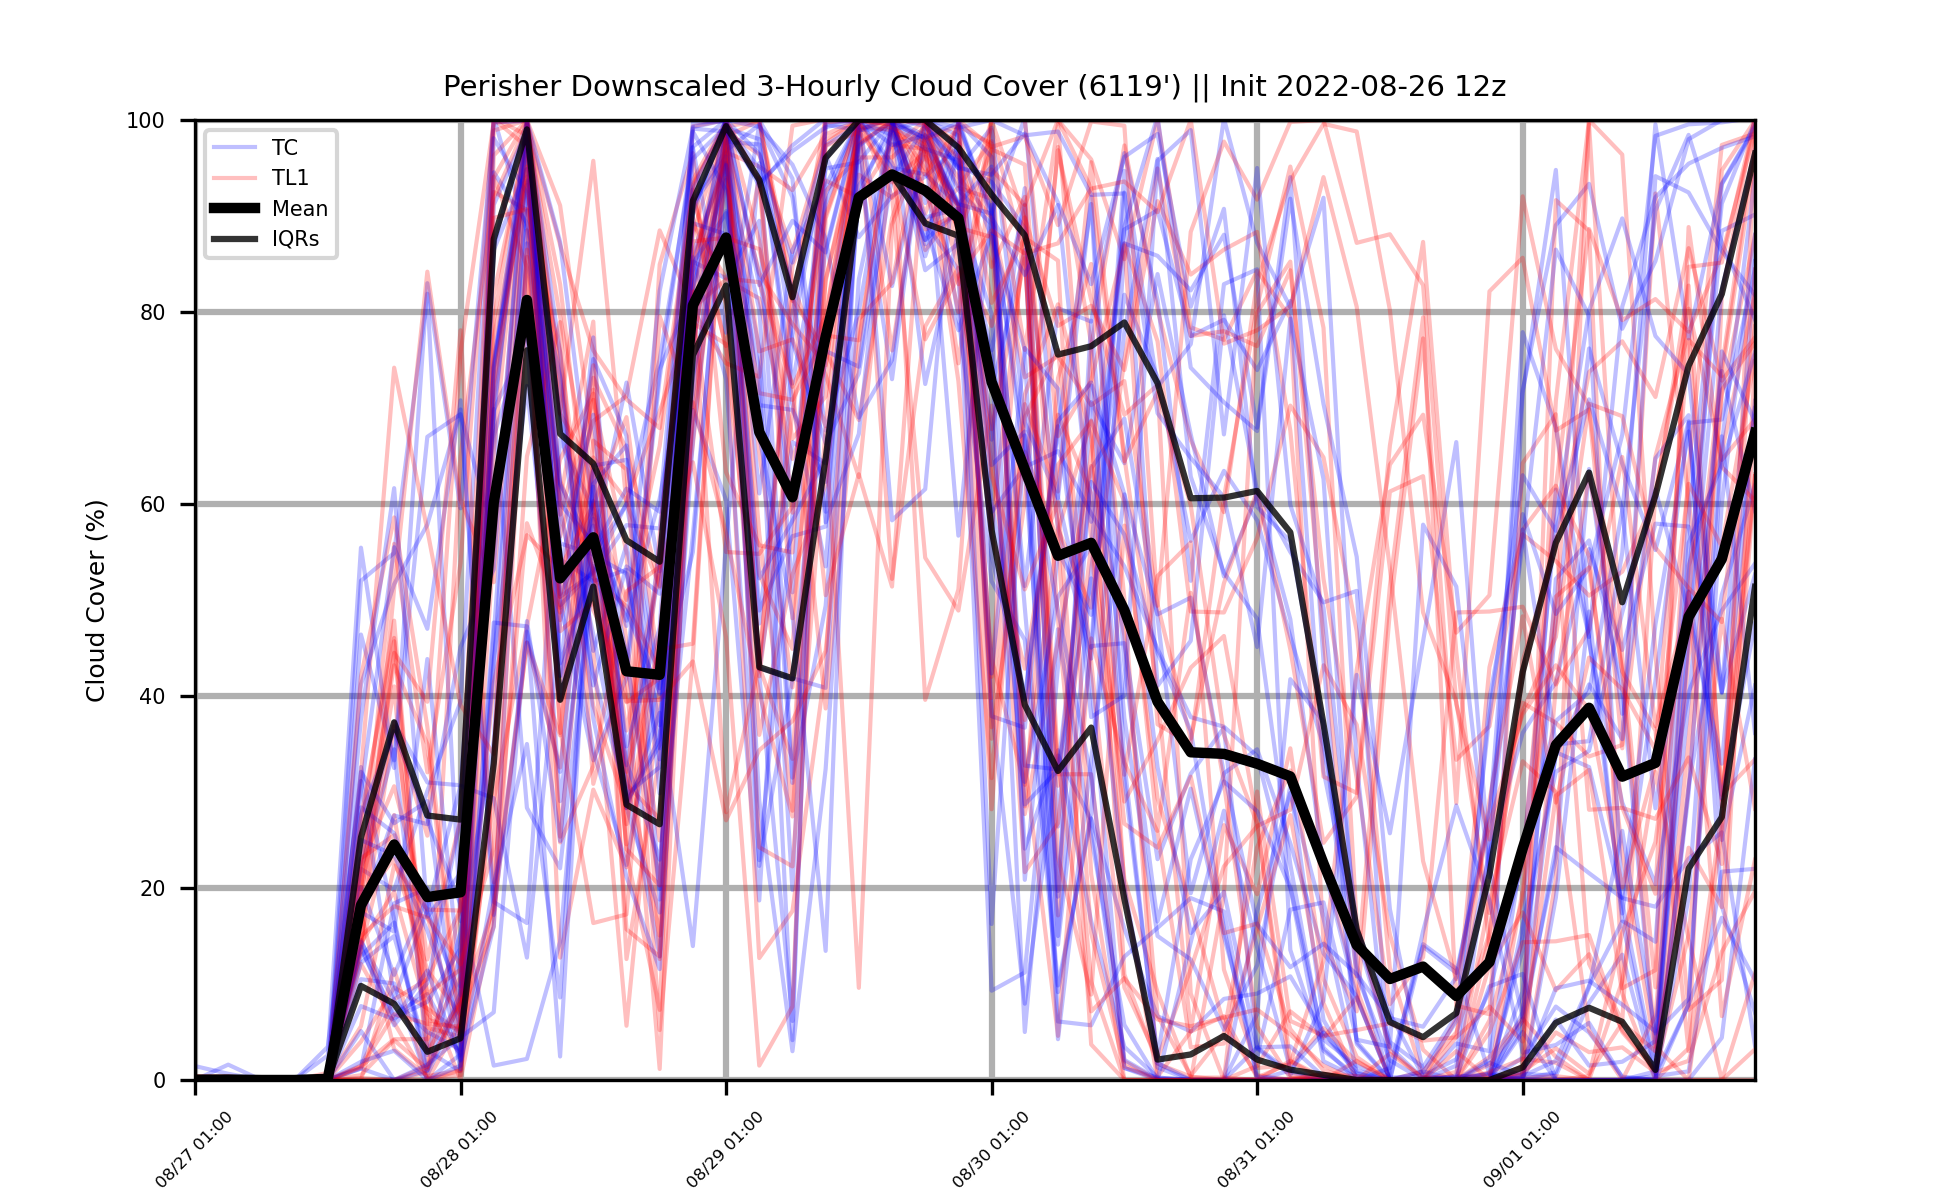 Perisher Downscaled 3-Hourly Cloud Cover (6119') || Init 2022-08-26 12z
TC
TL1
Mean
IQRs
Cloud Cover (%)
100
80
60
40
20
0
08/27 01:00
08/28 01:00
08/29 01:00
08/30 01:00
08/31 01:00
09/01 01:00